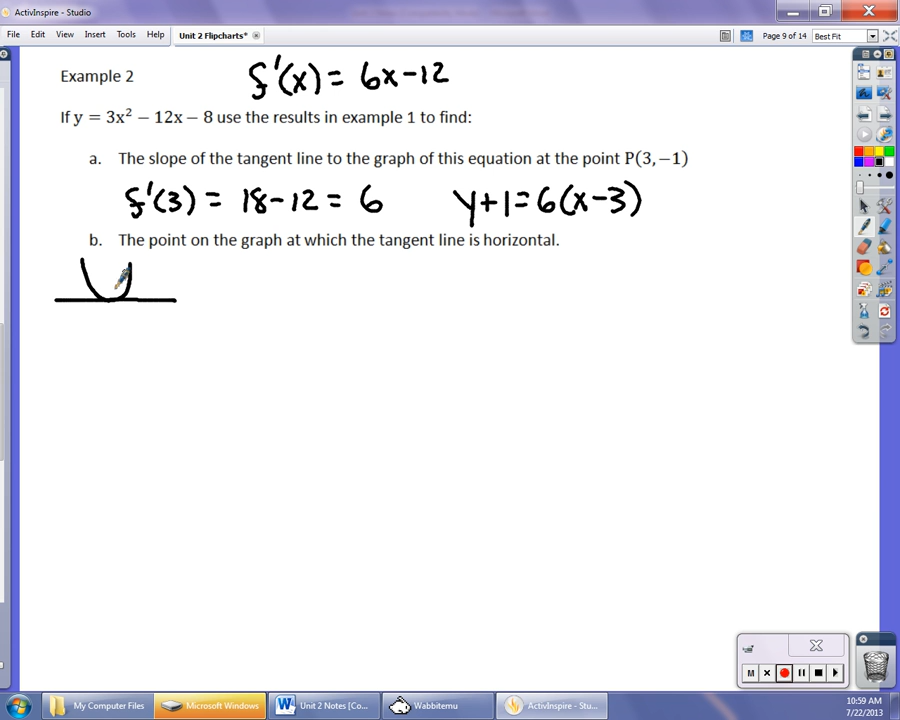 ActivInspire - Studio
File Edit View Insert Tools Help Unit 2 Flipcharts* Page 9 of 14 Best Fit
Example 2 f'(x) = 6x-12
If y = 3x² − 12x − 8 use the results in example 1 to find:
a. The slope of the tangent line to the graph of this equation at the point P(3, −1)
f'(3) = 18-12 = 6 y+1=6(x-3)
b. The point on the graph at which the tangent line is horizontal.
M
My Computer Files Microsoft Windows Unit 2 Notes [Co... Wabbitemu ActivInspire - Stu...
10:59 AM
7/22/2013